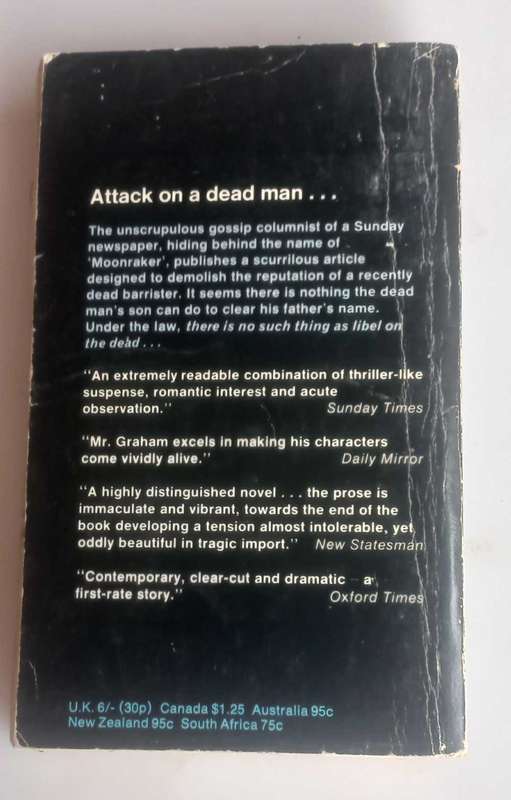 Attack on a dead man . . .
The unscrupulous gossip columnist of a Sunday
newspaper, hiding behind the name of
'Moonraker', publishes a scurrilous article
designed to demolish the reputation of a recently
dead barrister. It seems there is nothing the dead
man's son can do to clear his father's name.
Under the law, there is no such thing as libel on
the dead . . .
"An extremely readable combination of thriller-like
suspense, romantic interest and acute
observation." Sunday Times
"Mr. Graham excels in making his characters
come vividly alive." Daily Mirror
"A highly distinguished novel . . . the prose is
immaculate and vibrant, towards the end of the
book developing a tension almost intolerable, yet
oddly beautiful in tragic import." New Statesman
"Contemporary, clear-cut and dramatic – a
first-rate story." Oxford Times
U.K. 6/- (30p) Canada $1.25 Australia 95c
New Zealand 95c South Africa 75c